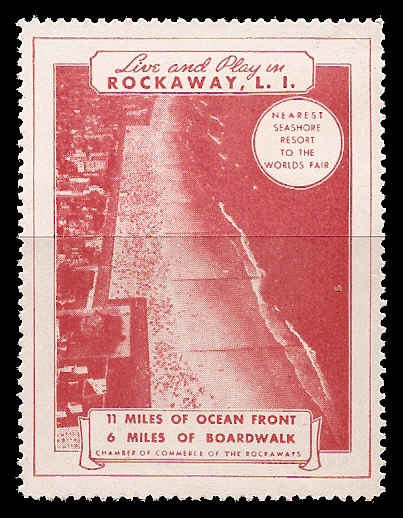 Live and Play in
ROCKAWAY, L. I.
NEAREST
SEASHORE
RESORT
TO THE
WORLDS FAIR
11 MILES OF OCEAN FRONT
6 MILES OF BOARDWALK
CHAMBER OF COMMERCE OF THE ROCKAWAYS